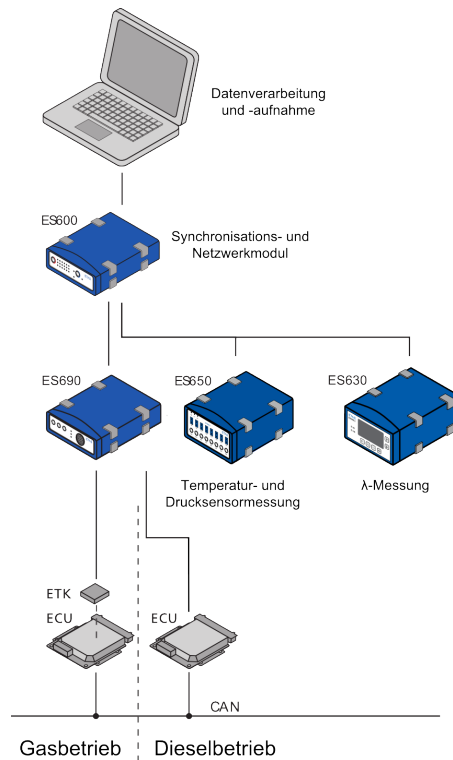 Datenverarbeitung
und -aufnahme
ES600
Synchronisations- und
Netzwerkmodul
ES690
ES650
ES630
Temperatur- und
Drucksensormessung
λ-Messung
ETK
ECU
ECU
CAN
Gasbetrieb
Dieselbetrieb